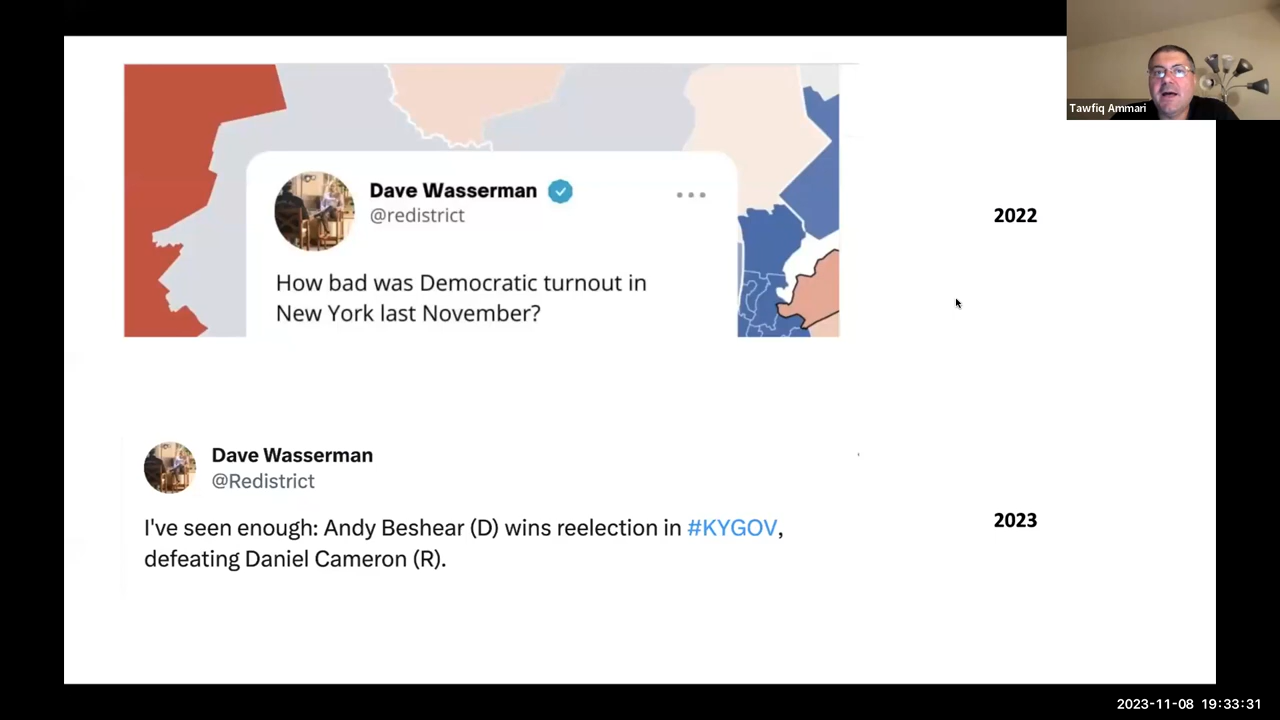 Tawfiq Ammari
Dave Wasserman
@redistrict
How bad was Democratic turnout in
New York last November?
2022
Dave Wasserman
@Redistrict
I've seen enough: Andy Beshear (D) wins reelection in #KYGOV,
defeating Daniel Cameron (R).
2023
2023-11-08 19:33:31